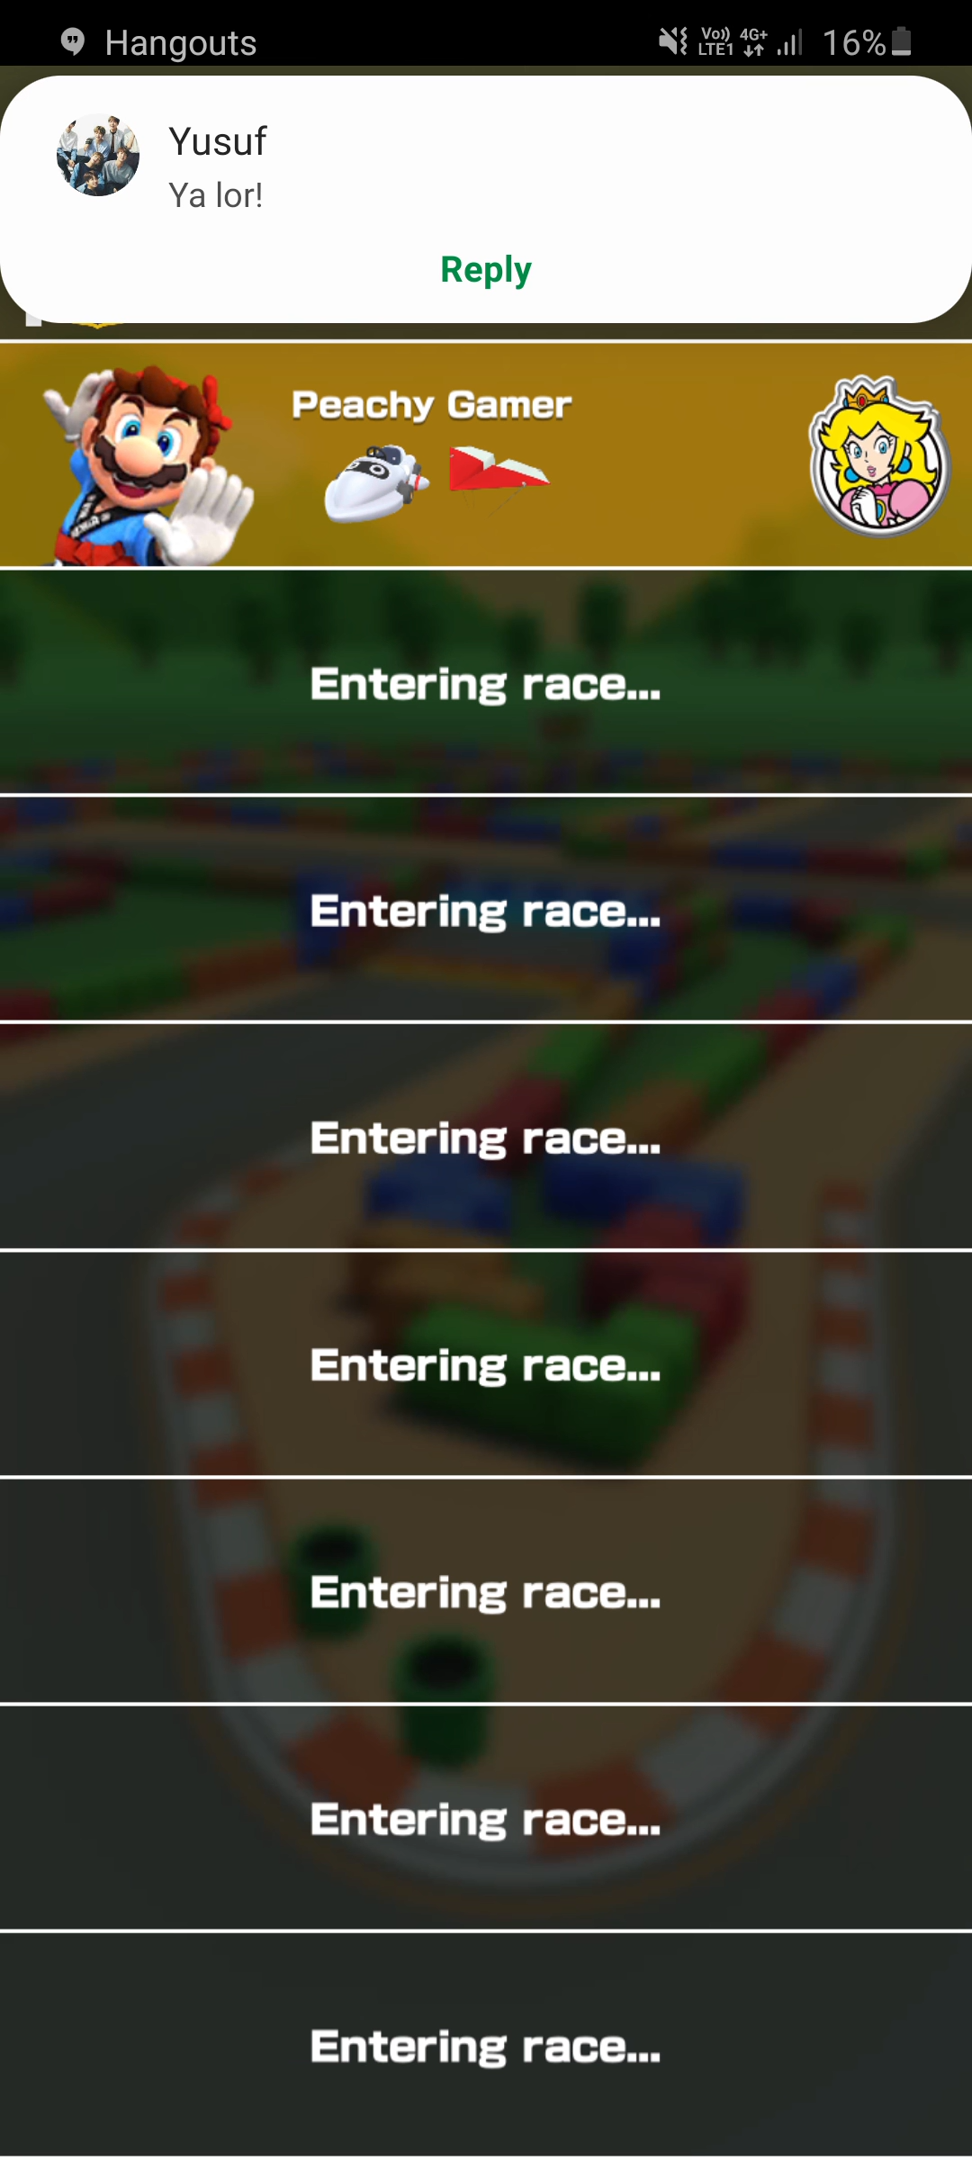 Hangouts Vo)) LTE1 4G+ 16%
Yusuf
Ya lor!
Reply
Peachy Gamer
Entering race...
Entering race...
Entering race...
Entering race...
Entering race...
Entering race...
Entering race...